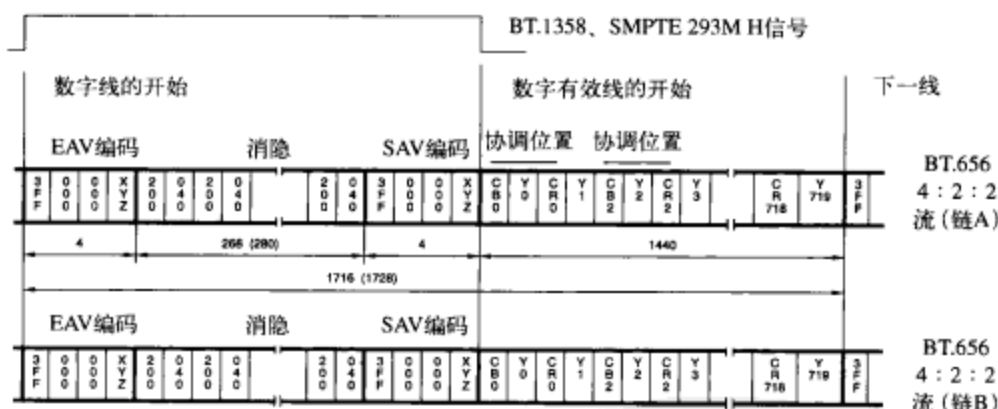 BT.1358、SMPTE 293M H信号
数字线的开始
数字有效线的开始
下一线
EAV编码
消隐
SAV编码
协调位置
协调位置
3FF 000 000 XYZ 200 040 200 040 200 040 3FF 000 000 XYZ CB0 Y0 CR0 Y1 CB2 Y2 CR2 Y3 CR718 Y719 3FF
BT.656
4:2:2
流(链A)
4
268 (280)
4
1440
1716 (1728)
EAV编码
消隐
SAV编码
3FF 000 000 XYZ 200 040 200 040 200 040 3FF 000 000 XYZ CB0 Y0 CR0 Y1 CB2 Y2 CR2 Y3 CR718 Y719 3FF
BT.656
4:2:2
流(链B)